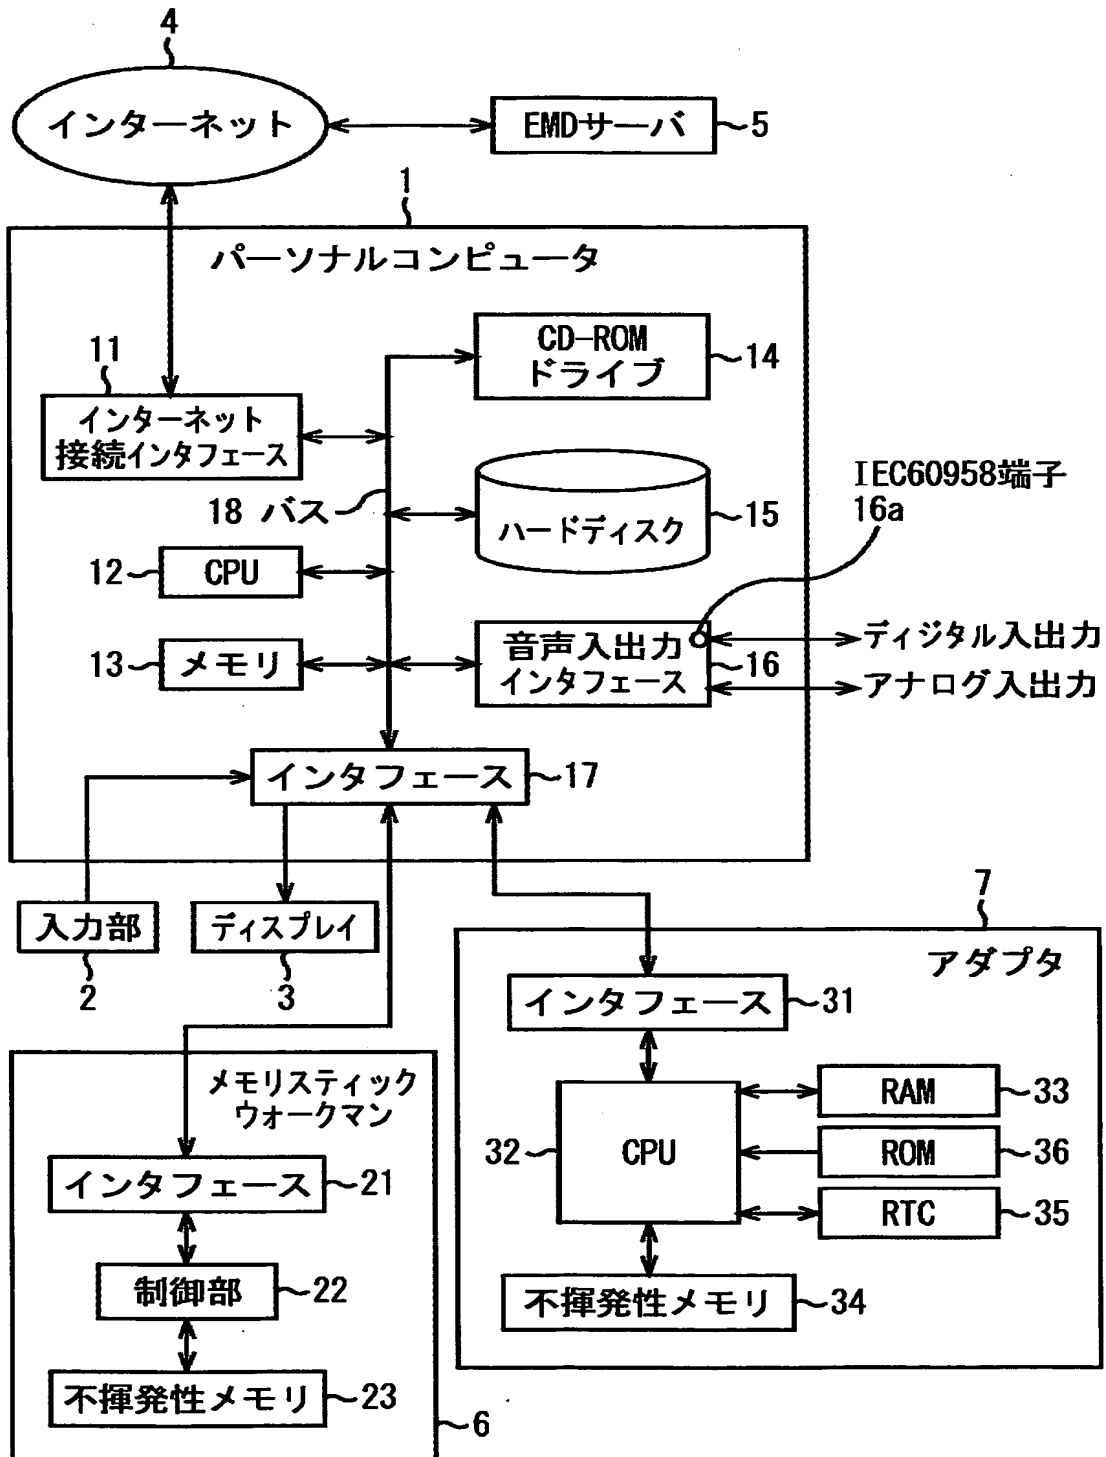 4
インターネット
EMDサーバ
5
1
パーソナルコンピュータ
CD-ROM
ドライブ
14
11
インターネット
接続インタフェース
IEC60958端子
16a
18 バス
ハードディスク
15
12
CPU
13
メモリ
音声入出力
インタフェース
16
ディジタル入出力
アナログ入出力
インタフェース
17
入力部
2
ディスプレイ
3
7
アダプタ
インタフェース
31
メモリスティック
ウォークマン
RAM
33
32
CPU
ROM
36
インタフェース
21
RTC
35
制御部
22
不揮発性メモリ
34
不揮発性メモリ
23
6